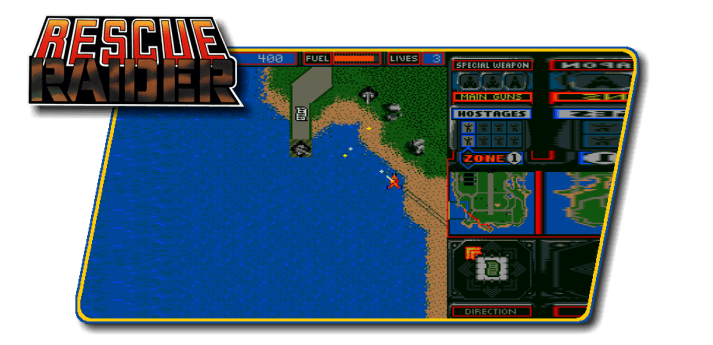 RESCUE
RAIDER
400 FUEL LIVES 3
SPECIAL WEAPON
MAIN GUNS
HOSTAGES
ZONE 1
DIRECTION